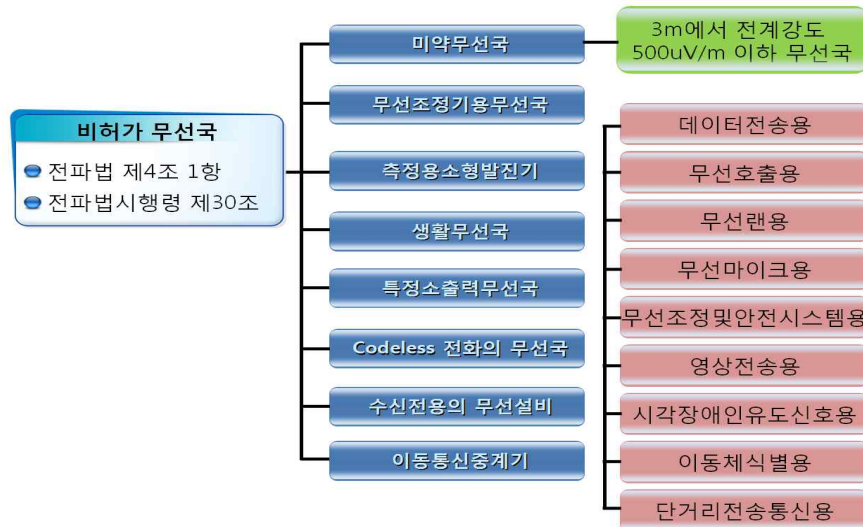 비허가 무선국
전파법 제4조 1항
전파법시행령 제30조
미약무선국
무선조정기용무선국
측정용소형발진기
생활무선국
특정소출력무선국
Codeless 전화의 무선국
수신전용의 무선설비
이동통신중계기
3m에서 전계강도
500uV/m 이하 무선국
데이터전송용
무선호출용
무선랜용
무선마이크용
무선조정및안전시스템용
영상전송용
시각장애인유도신호용
이동체식별용
단거리전송통신용